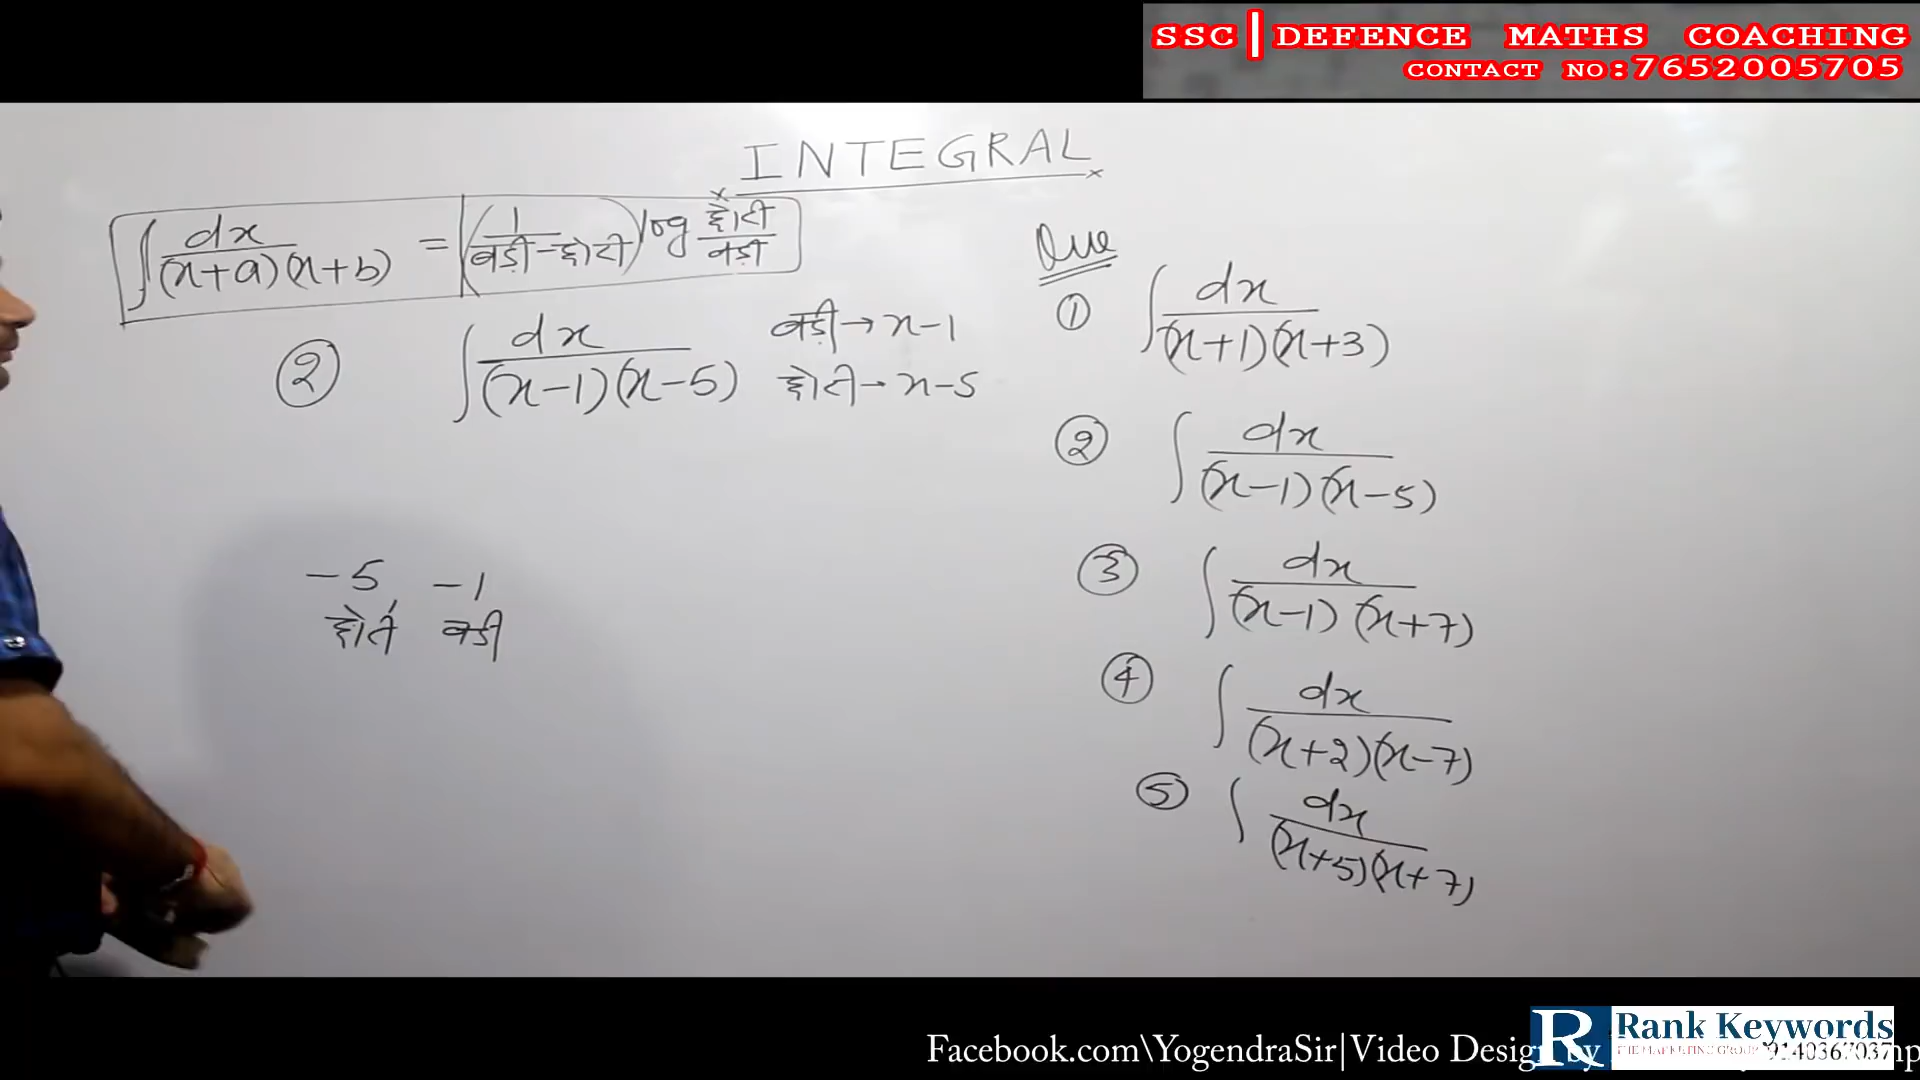 SSC|DEFENCE MATHS COACHING
CONTACT NO:7652005705
INTEGRAL
∫ dx/(x+a)(x+b) = (1/बड़ी-छोटी) log छोटी/बड़ी
② ∫ dx/(x-1)(x-5)
बड़ी → x-1
छोटी → x-5
-5, -1
छोटी बड़ी
Que
① ∫ dx/(x+1)(x+3)
② ∫ dx/(x-1)(x-5)
③ ∫ dx/(x-1)(x+7)
④ ∫ dx/(x+2)(x-7)
⑤ ∫ dx/(x+5)(x+7)
R Rank Keywords
9140367037
Facebook.com\YogendraSir|Video Design by